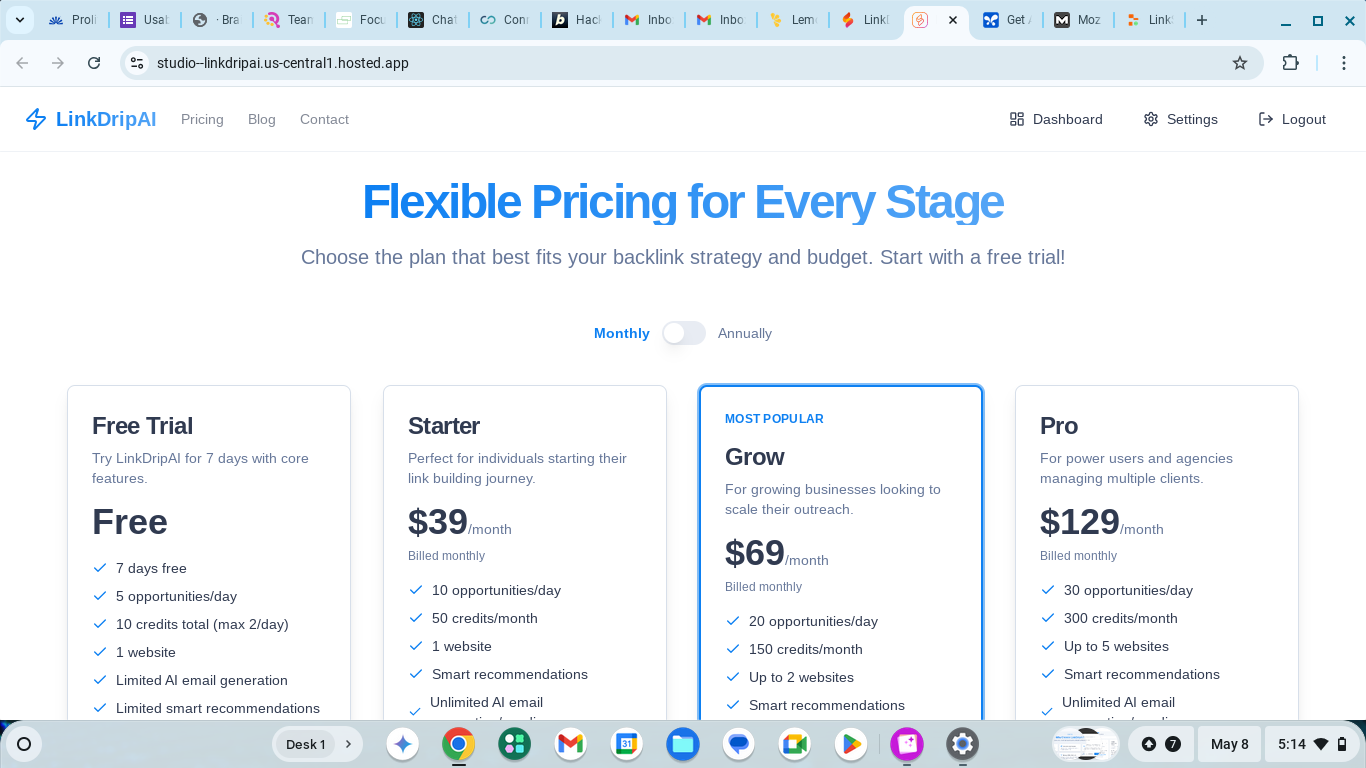 Proli
Usab
· Bra
Team
Focu
Chat
Conn
Hack
Inbo
Inbo
Lem
LinkD
Get
Moz
Link
studio--linkdripai.us-central1.hosted.app
LinkDripAI Pricing Blog Contact Dashboard Settings Logout
Flexible Pricing for Every Stage
Choose the plan that best fits your backlink strategy and budget. Start with a free trial!
Monthly Annually
Free Trial
Try LinkDripAI for 7 days with core
features.
Free
7 days free
5 opportunities/day
10 credits total (max 2/day)
1 website
Limited AI email generation
Limited smart recommendations
Starter
Perfect for individuals starting their
link building journey.
$39/month
Billed monthly
10 opportunities/day
50 credits/month
1 website
Smart recommendations
Unlimited AI email
MOST POPULAR
Grow
For growing businesses looking to
scale their outreach.
$69/month
Billed monthly
20 opportunities/day
150 credits/month
Up to 2 websites
Smart recommendations
Pro
For power users and agencies
managing multiple clients.
$129/month
Billed monthly
30 opportunities/day
300 credits/month
Up to 5 websites
Smart recommendations
Unlimited AI email
Desk 1
31
7
May 8
5:14